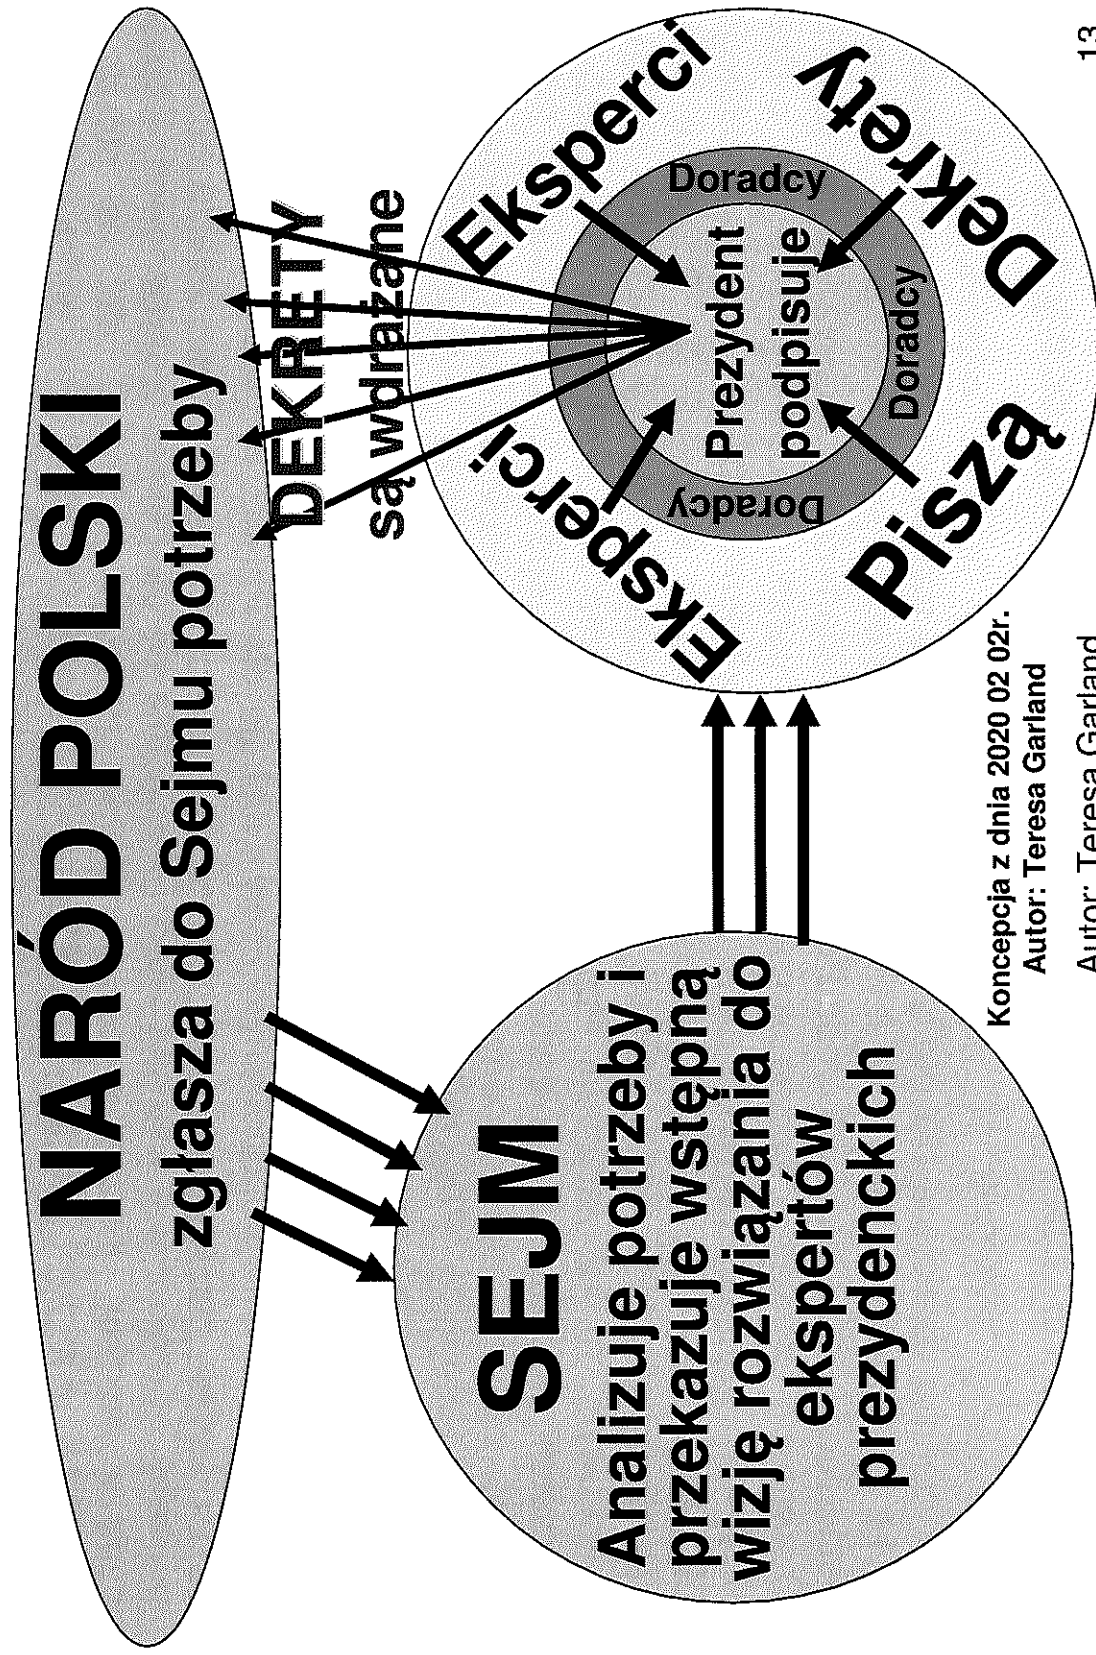 NARÓD POLSKI
zgłasza do Sejmu potrzeby
DEKRETY
są wdrażane
SEJM
Analizuje potrzeby i
przekazuje wstępną
wizję rozwiązania do
ekspertów
prezydenckich
Eksperci
Eksperci
Piszą
Dekrety
Doradcy
Doradcy
Doradcy
Prezydent
podpisuje
Koncepcja z dnia 2020 02 02r.
Autor: Teresa Garland
Autor: Teresa Garland
13